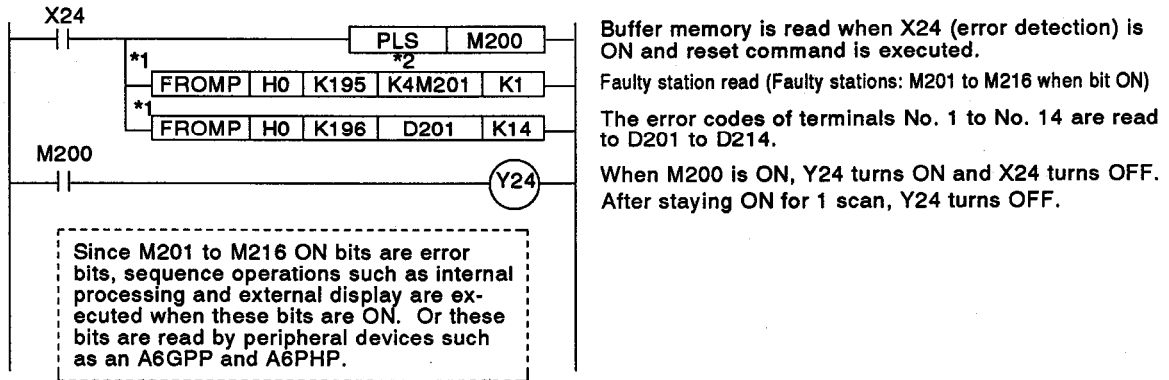 X24
PLS M200
Buffer memory is read when X24 (error detection) is
ON and reset command is executed.
*1 *2
FROMP H0 K195 K4M201 K1
Faulty station read (Faulty stations: M201 to M216 when bit ON)
*1
FROMP H0 K196 D201 K14
The error codes of terminals No. 1 to No. 14 are read
to D201 to D214.
M200
Y24
When M200 is ON, Y24 turns ON and X24 turns OFF.
After staying ON for 1 scan, Y24 turns OFF.
Since M201 to M216 ON bits are error
bits, sequence operations such as internal
processing and external display are ex-
ecuted when these bits are ON. Or these
bits are read by peripheral devices such
as an A6GPP and A6PHP.